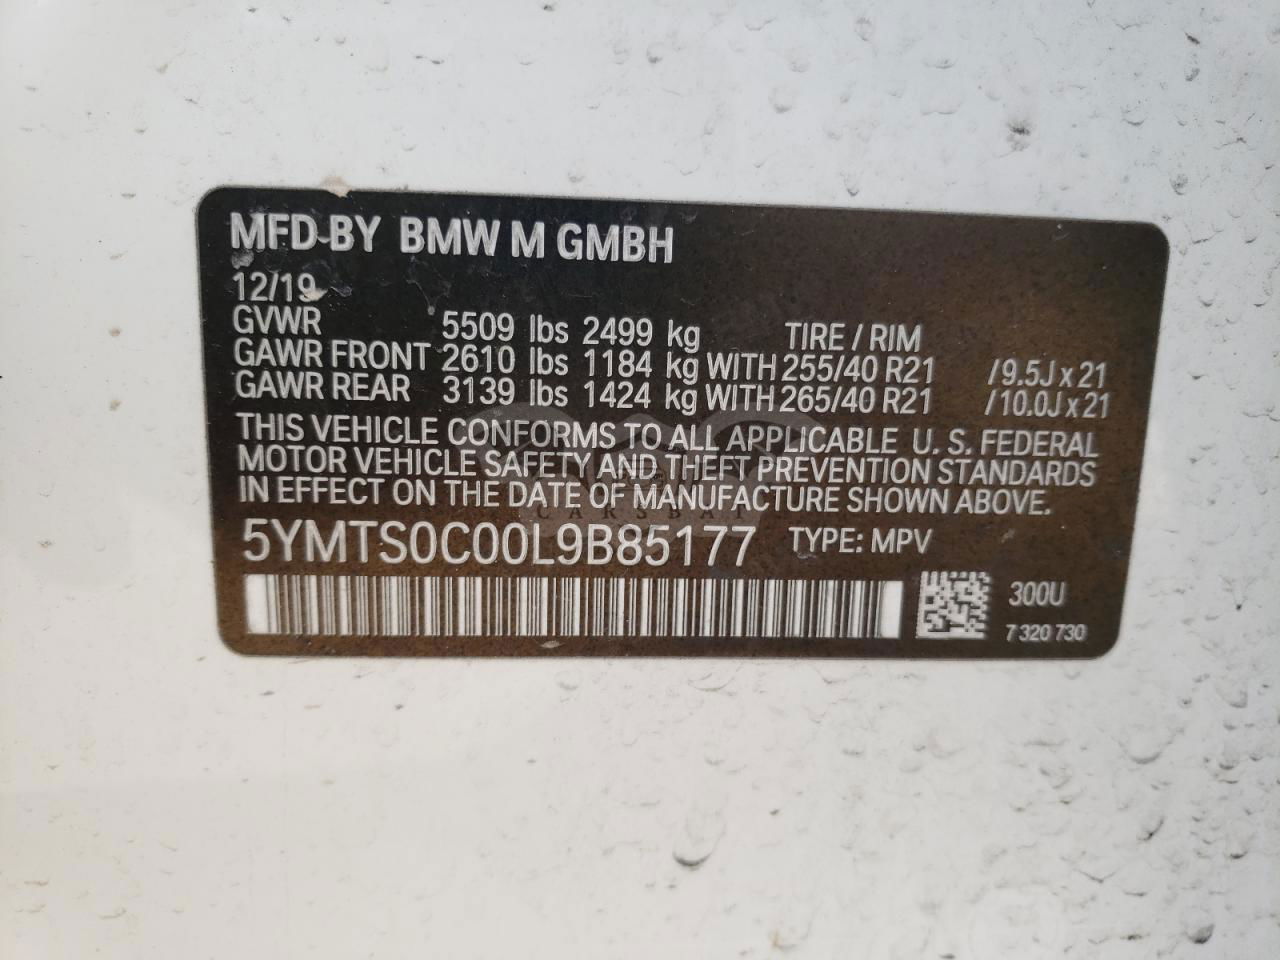 MFD-BY BMW M GMBH
12/19
GVWR 5509 lbs 2499 kg TIRE / RIM
GAWR FRONT 2610 lbs 1184 kg WITH 255/40 R21 /9.5J x 21
GAWR REAR 3139 lbs 1424 kg WITH 265/40 R21 /10.0J x 21
THIS VEHICLE CONFORMS TO ALL APPLICABLE U. S. FEDERAL
MOTOR VEHICLE SAFETY AND THEFT PREVENTION STANDARDS
IN EFFECT ON THE DATE OF MANUFACTURE SHOWN ABOVE.
CARSBAT
5YMTS0C00L9B85177 TYPE: MPV
300U
7 320 730